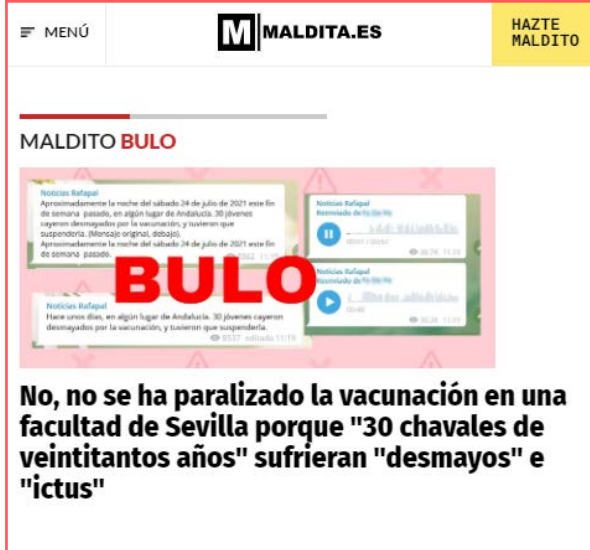 MENÚ
M MALDITA.ES
HAZTE
MALDITO
MALDITO BULO
Noticias Rafapal
Aproximadamente la noche del sábado 24 de julio de 2021 este fin
de semana pasado, en algún lugar de Andalucía. 30 jóvenes
cayeron desmayados por la vacunación, y tuvieron que
suspenderla. (Mensaje original, debajo).
Aproximadamente la noche del sábado 24 de julio de 2021 este fin
de semana pasado.
Noticias Rafapal
Reenviado de
Noticias Rafapal
Reenviado de
BULO
Noticias Rafapal
Hace unos días, en algún lugar de Andalucía. 30 jóvenes cayeron
desmayados por la vacunación, y tuvieron que suspenderla.
8537 editado 11:19
No, no se ha paralizado la vacunación en una
facultad de Sevilla porque "30 chavales de
veintitantos años" sufrieran "desmayos" e
"ictus"